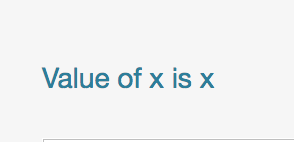 Value of x is x